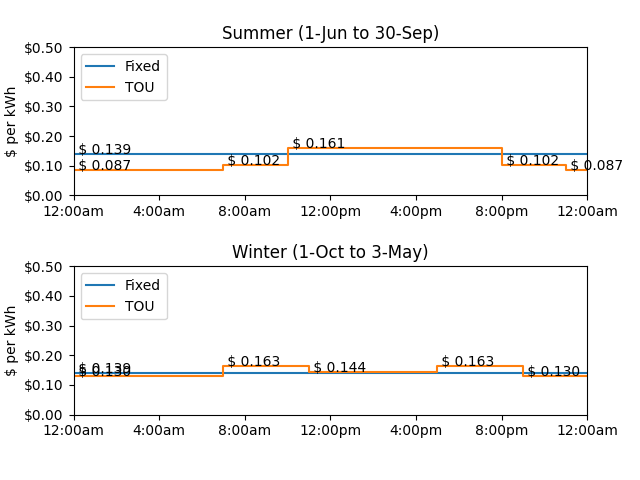 Summer (1-Jun to 30-Sep)
$0.50
$0.40
$0.30
$0.20
$0.10
$0.00
$ per kWh
Fixed
TOU
$ 0.139
$ 0.087
$ 0.102
$ 0.161
$ 0.102
$ 0.087
12:00am 4:00am 8:00am 12:00pm 4:00pm 8:00pm 12:00am
Winter (1-Oct to 3-May)
$0.50
$0.40
$0.30
$0.20
$0.10
$0.00
$ per kWh
Fixed
TOU
$ 0.139
$ 0.130
$ 0.163
$ 0.144
$ 0.163
$ 0.130
12:00am 4:00am 8:00am 12:00pm 4:00pm 8:00pm 12:00am